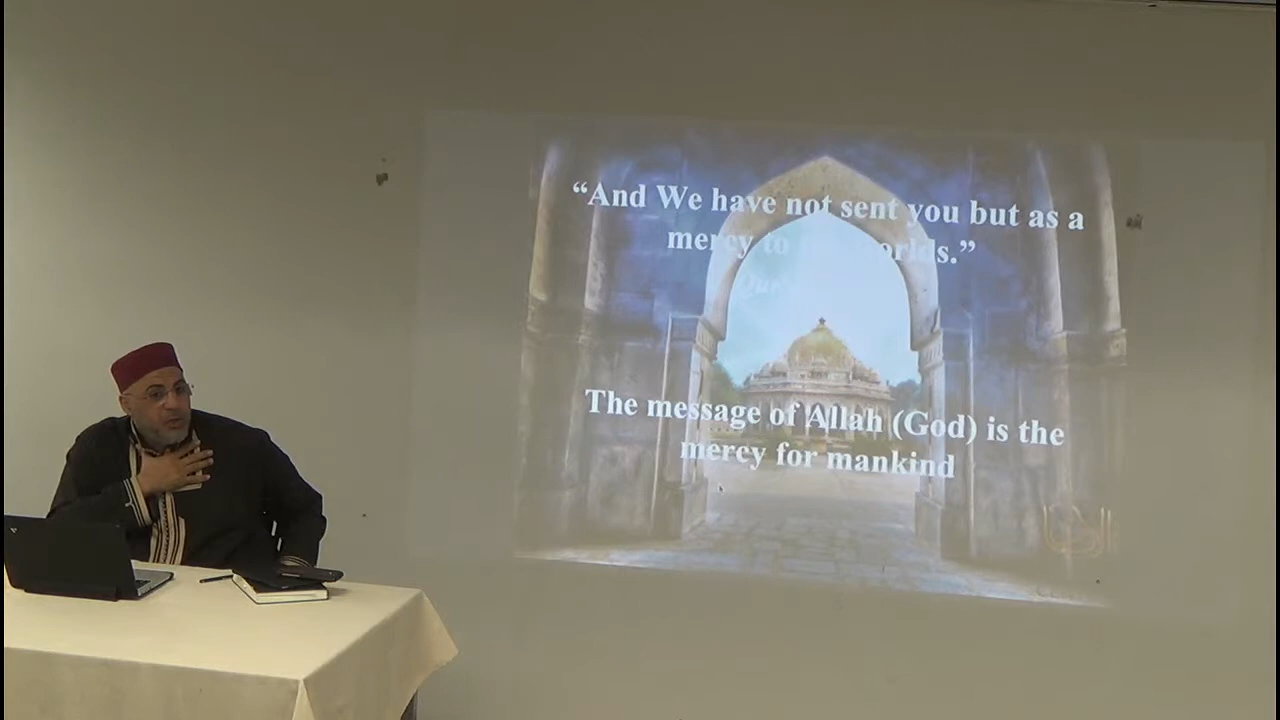 “And We have not sent you but as a
mercy to worlds.”
The message of Allah (God) is the
mercy for mankind